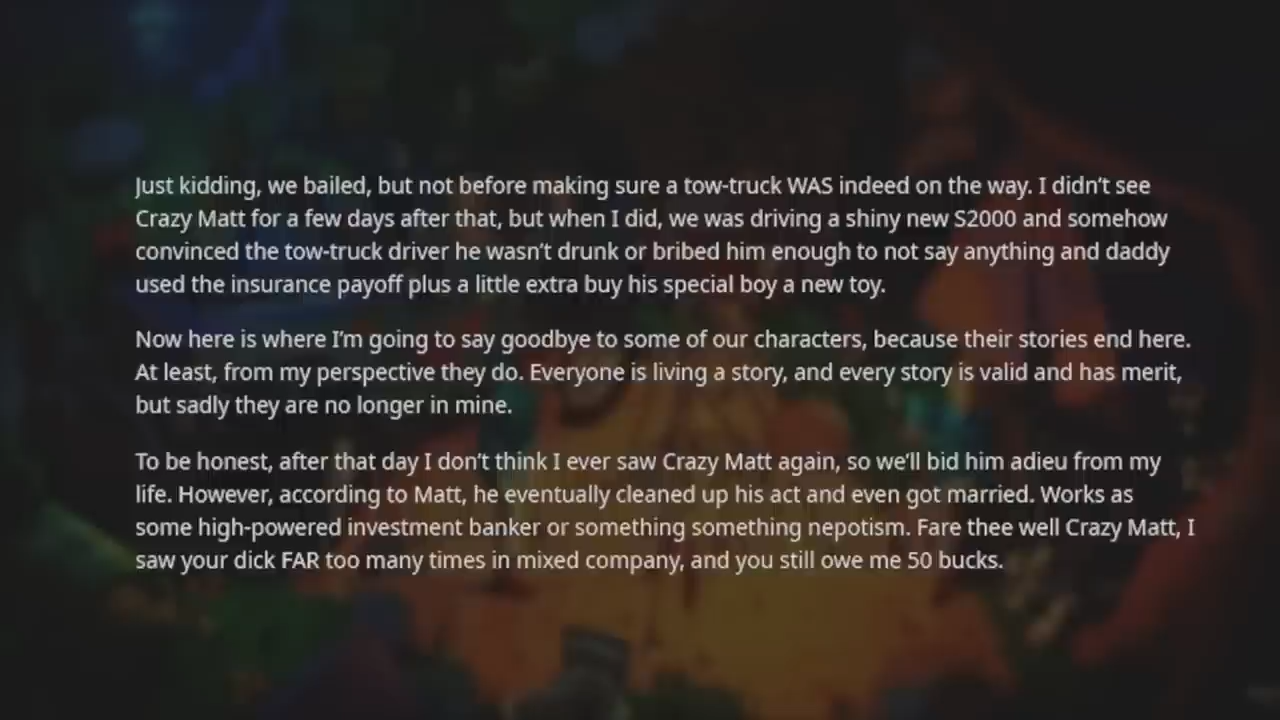 Just kidding, we bailed, but not before making sure a tow-truck WAS indeed on the way. I didn't see
Crazy Matt for a few days after that, but when I did, we was driving a shiny new S2000 and somehow
convinced the tow-truck driver he wasn't drunk or bribed him enough to not say anything and daddy
used the insurance payoff plus a little extra buy his special boy a new toy.
Now here is where I'm going to say goodbye to some of our characters, because their stories end here.
At least, from my perspective they do. Everyone is living a story, and every story is valid and has merit,
but sadly they are no longer in mine.
To be honest, after that day I don't think I ever saw Crazy Matt again, so we'll bid him adieu from my
life. However, according to Matt, he eventually cleaned up his act and even got married. Works as
some high-powered investment banker or something something nepotism. Fare thee well Crazy Matt, I
saw your dick FAR too many times in mixed company, and you still owe me 50 bucks.